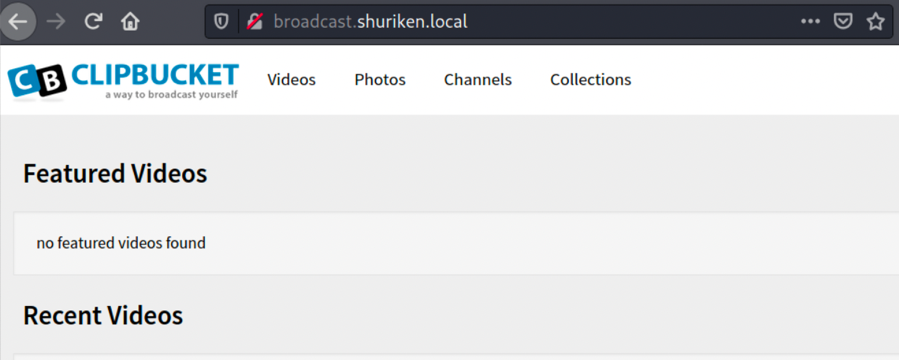 broadcast.shuriken.local
CB CLIPBUCKET
a way to broadcast yourself
Videos Photos Channels Collections
Featured Videos
no featured videos found
Recent Videos